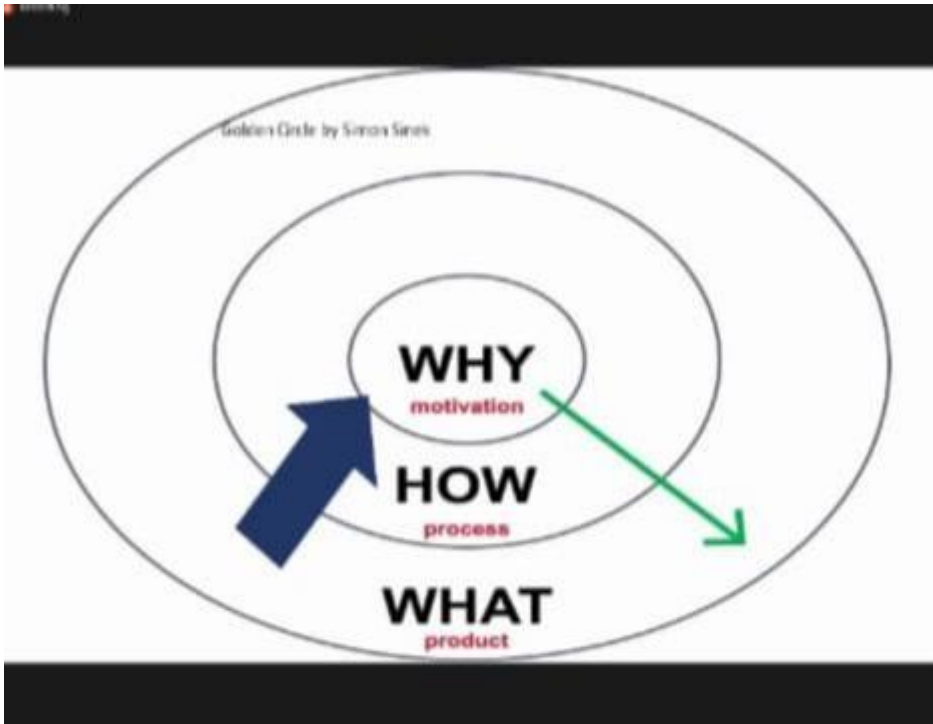 Golden Circle by Simon Sinek
WHY
motivation
HOW
process
WHAT
product